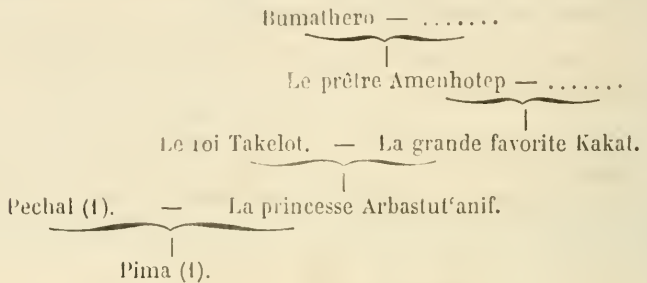 Bumathero — .......
Le prêtre Amenhotep — .......
Le roi Takelot. — La grande favorite Kakat.
Pechal (1). — La princesse Arbastut‘anif.
Pima (1).